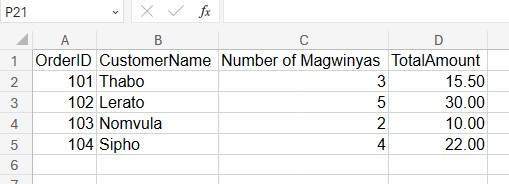 P21 fx
A B C D
1 OrderID CustomerName Number of Magwinyas TotalAmount
2 101 Thabo 3 15.50
3 102 Lerato 5 30.00
4 103 Nomvula 2 10.00
5 104 Sipho 4 22.00
6
7